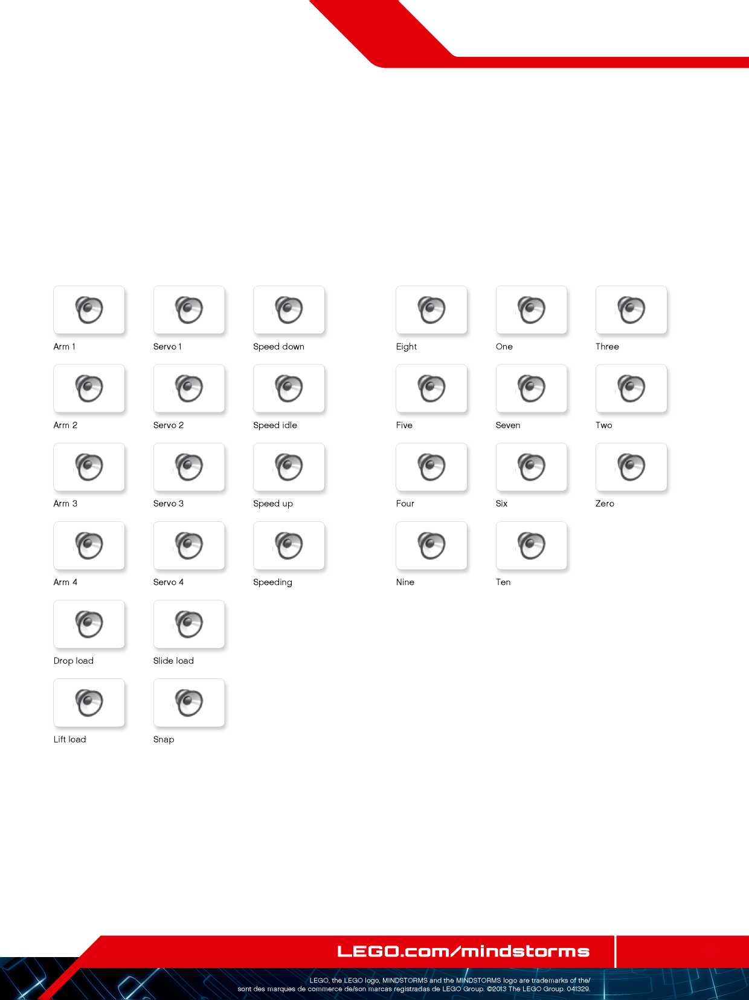 Arm 1 Servo 1 Speed down Eight One Three
Arm 2 Servo 2 Speed idle Five Seven Two
Arm 3 Servo 3 Speed up Four Six Zero
Arm 4 Servo 4 Speeding Nine Ten
Drop load Slide load
Lift load Snap
LEGO.com/mindstorms
LEGO, the LEGO logo, MINDSTORMS and the MINDSTORMS logo are trademarks of the/
sont des marques de commerce de/son marcas registradas de LEGO Group. ©2013 The LEGO Group. 041329.